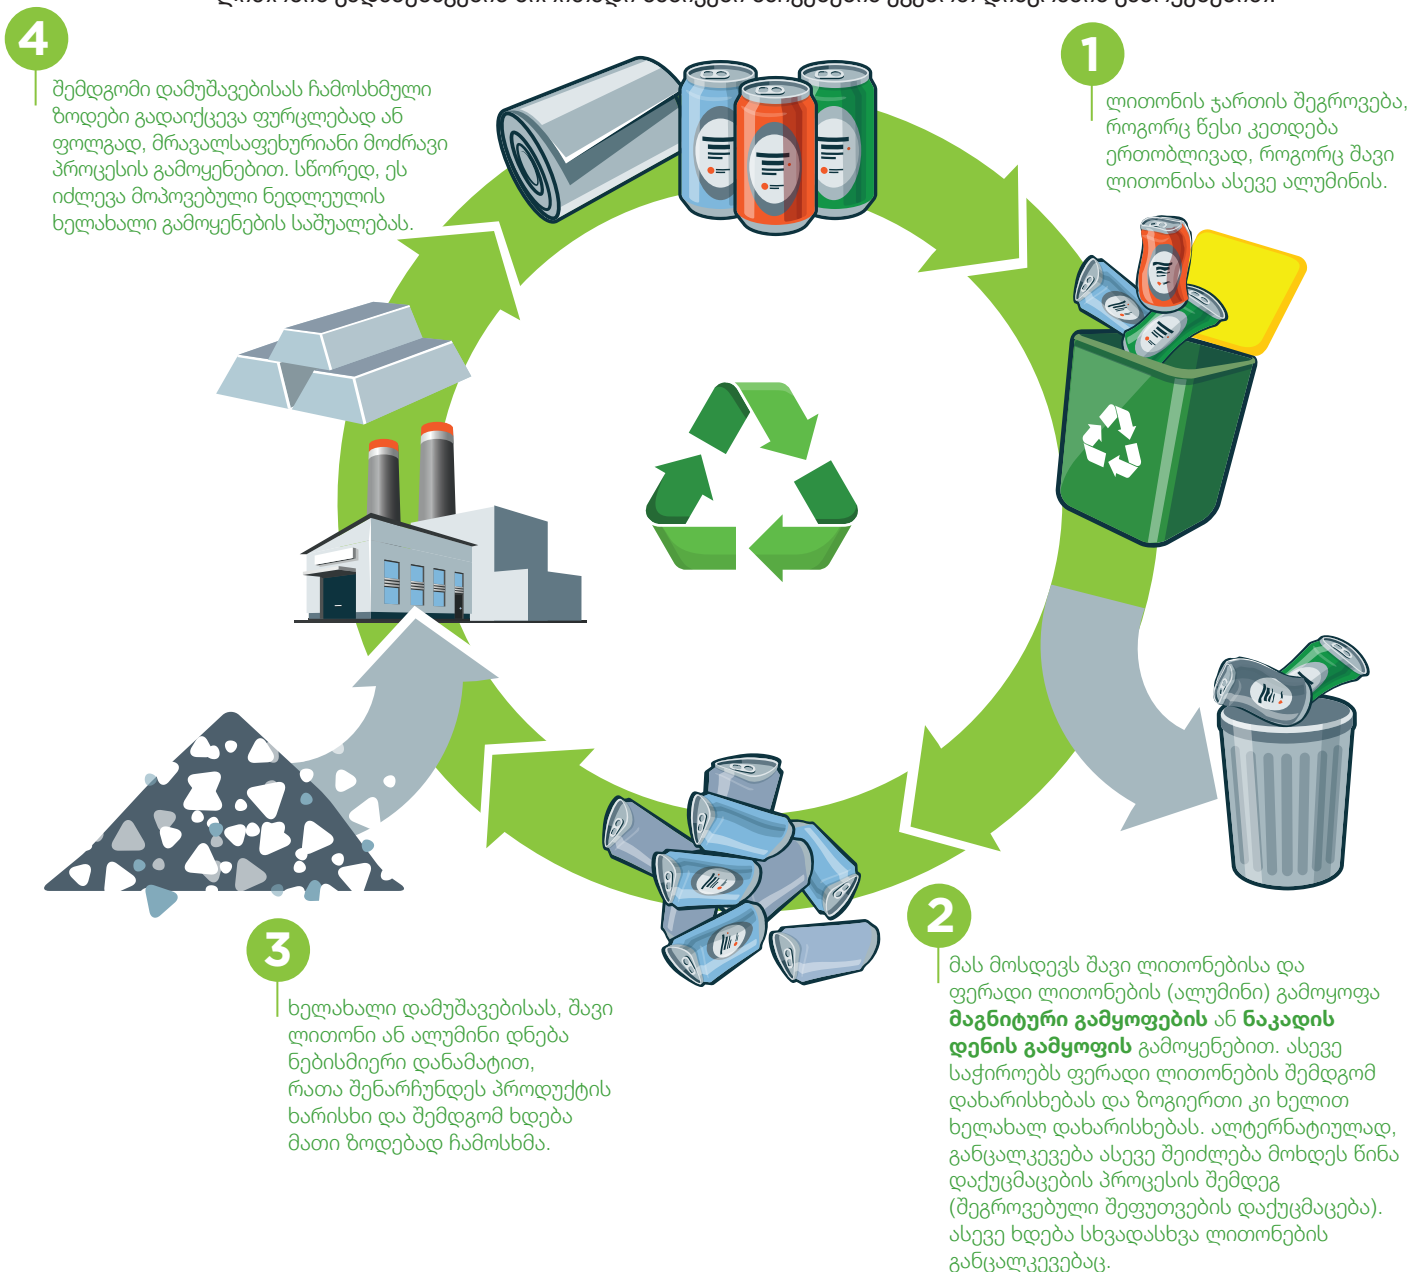 1
ლითონის ჯართის შეგროვება,
როგორც წესი კეთდება
ერთობლივად, როგორც შავი
ლითონისა ასევე ალუმინის.
2
მას მოსდევს შავი ლითონებისა და
ფერადი ლითონების (ალუმინი) გამოყოფა
მაგნიტური გამყოფების ან ნაკადის
დენის გამყოფის გამოყენებით. ასევე
საჭიროებს ფერადი ლითონების შემდგომ
დახარისხებას და ზოგიერთი კი ხელით
ხელახალ დახარისხებას. ალტერნატიულად,
განცალკევება ასევე შეიძლება მოხდეს წინა
დაქუცმაცების პროცესის შემდეგ
(შეგროვებული შეფუთვების დაქუცმაცება).
ასევე ხდება სხვადასხვა ლითონების
განცალკევებაც.
3
ხელახალი დამუშავებისას, შავი
ლითონი ან ალუმინი დნება
ნებისმიერი დანამატით,
რათა შენარჩუნდეს პროდუქტის
ხარისხი და შემდგომ ხდება
მათი ზოდებად ჩამოსხმა.
4
შემდგომი დამუშავებისას ჩამოსხმული
ზოდები გადაიქცევა ფურცლებად ან
ფოლგად, მრავალსაფეხურიანი მოძრავი
პროცესის გამოყენებით. სწორედ, ეს
იძლევა მოპოვებული ნედლეულის
ხელახალი გამოყენების საშუალებას.